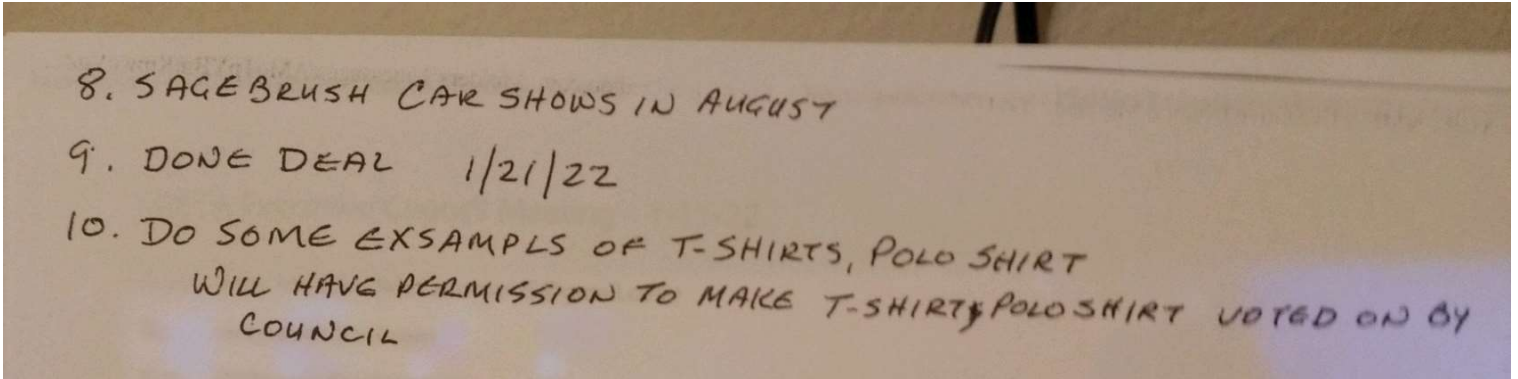 8. SAGEBRUSH CAR SHOWS IN AUGUST
9. DONE DEAL 1/21/22
10. DO SOME EXSAMPLS OF T-SHIRTS, POLO SHIRT
WILL HAVE PERMISSION TO MAKE T-SHIRT & POLO SHIRT VOTED ON BY
COUNCIL